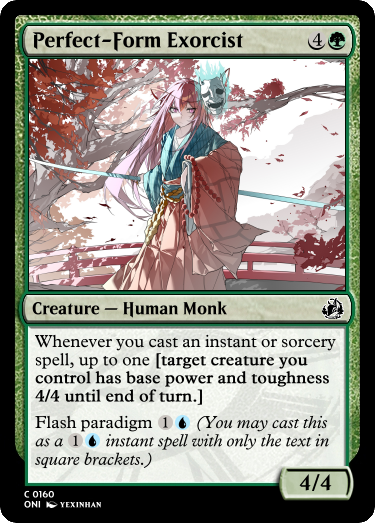 Perfect-Form Exorcist 4
Creature — Human Monk
Whenever you cast an instant or sorcery
spell, up to one [target creature you
control has base power and toughness
4/4 until end of turn.]
Flash paradigm 1 (You may cast this
as a 1 instant spell with only the text in
square brackets.)
4/4
C 0160
ONI YEXINHAN